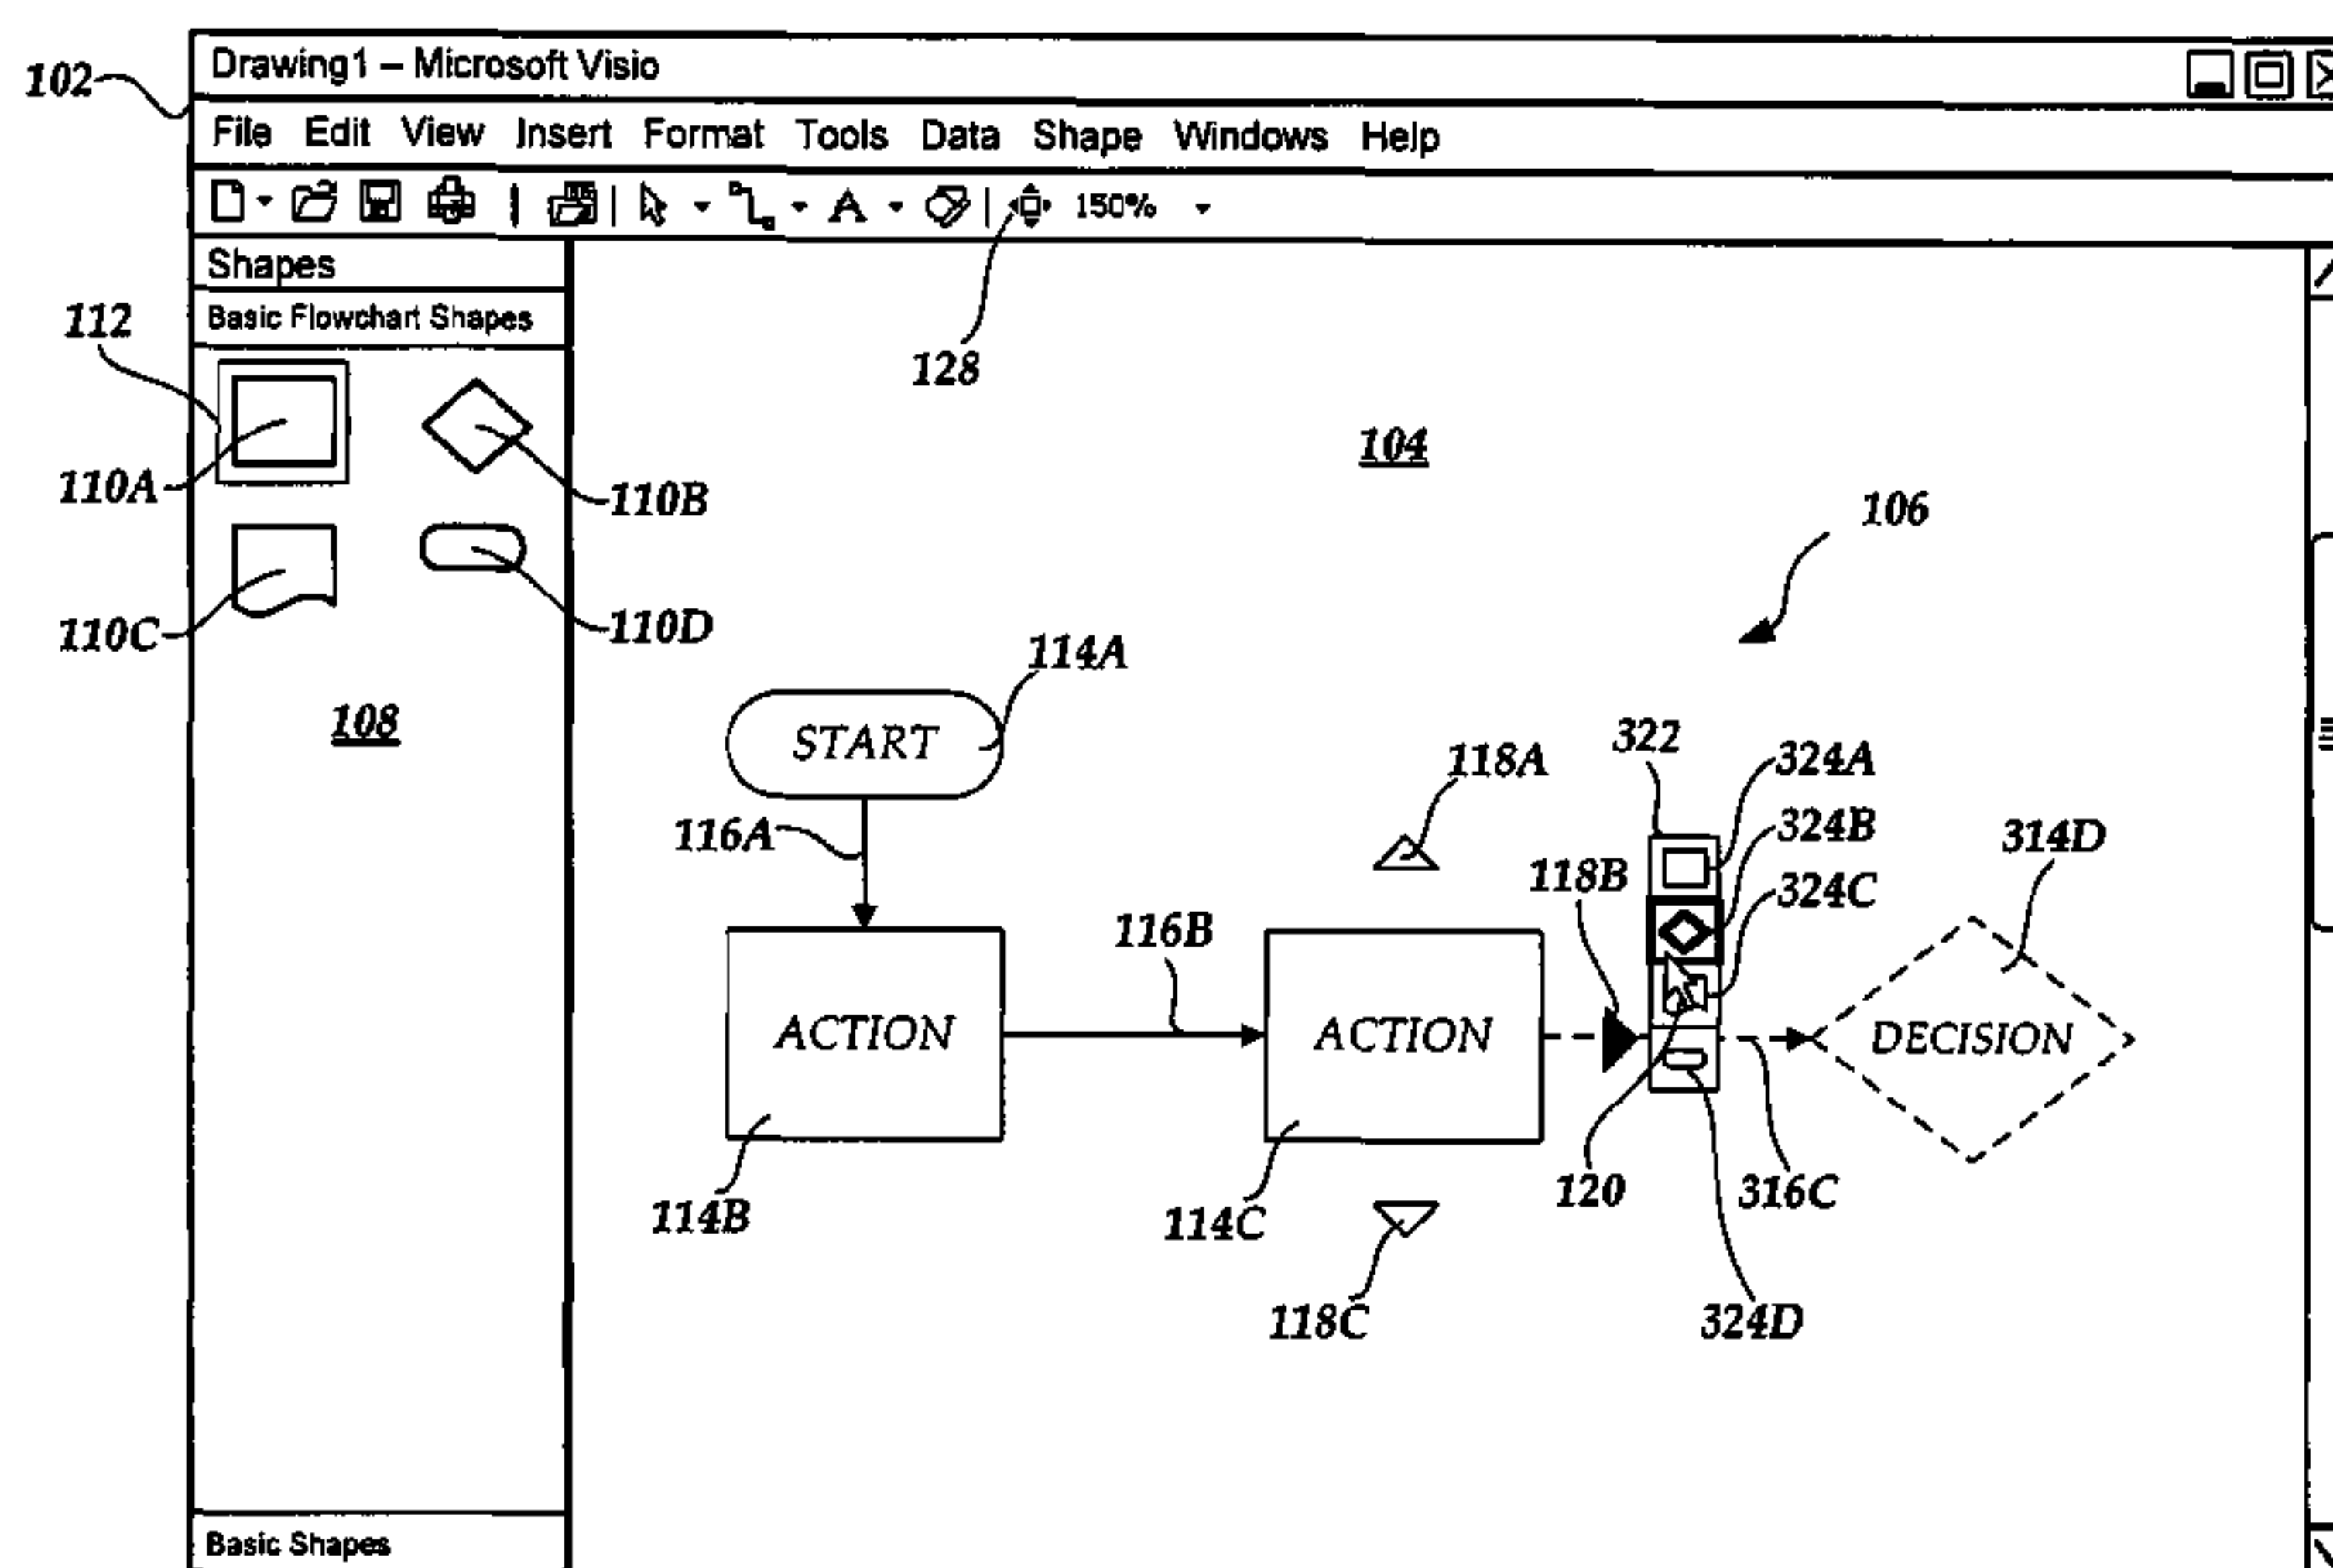 Drawing1 – Microsoft Visio
102
File Edit View Insert Format Tools Data Shape Windows Help
A 150%
Shapes
Basic Flowchart Shapes
112
128
104
110A
110B
106
110C
110D
114A
108
START
322
118A
324A
116A
324B
314D
118B
324C
116B
ACTION
ACTION
DECISION
120
316C
114B
114C
118C
324D
Basic Shapes